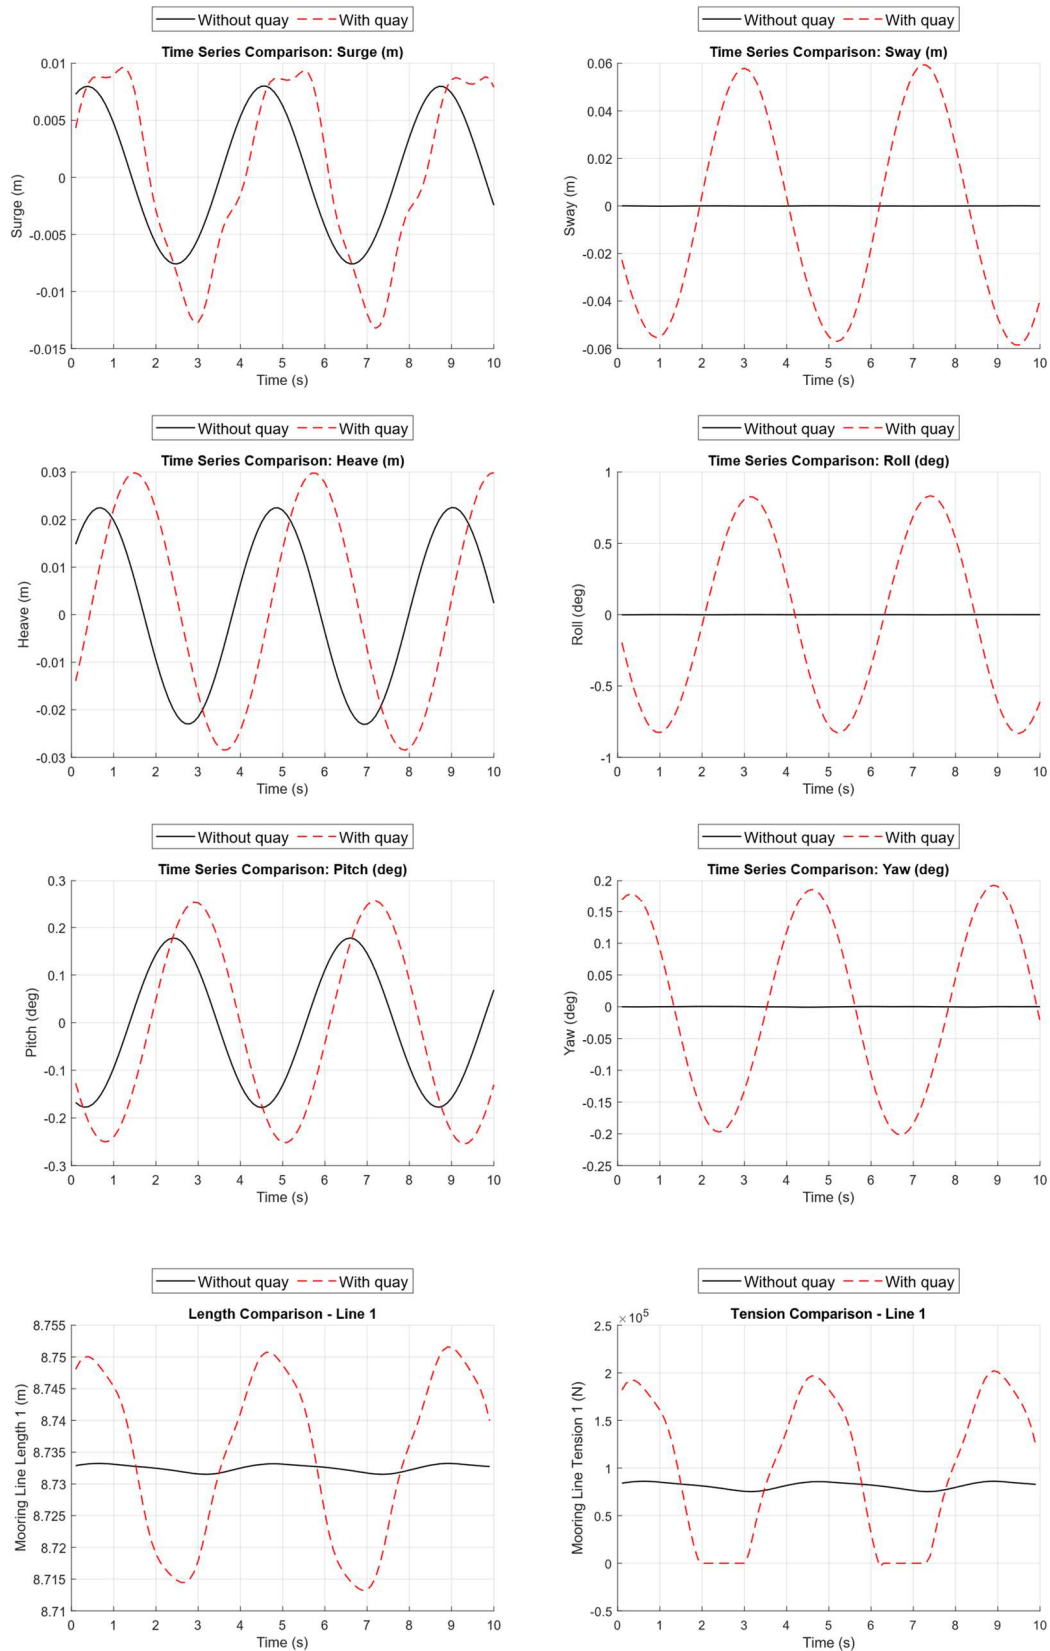 Without quay With quay
Time Series Comparison: Surge (m)
0.01
0.005
0
-0.005
-0.01
-0.015
Surge (m)
0 1 2 3 4 5 6 7 8 9 10
Time (s)
Without quay With quay
Time Series Comparison: Sway (m)
0.06
0.04
0.02
0
-0.02
-0.04
-0.06
Sway (m)
0 1 2 3 4 5 6 7 8 9 10
Time (s)
Without quay With quay
Time Series Comparison: Heave (m)
0.03
0.02
0.01
0
-0.01
-0.02
-0.03
Heave (m)
0 1 2 3 4 5 6 7 8 9 10
Time (s)
Without quay With quay
Time Series Comparison: Roll (deg)
1
0.5
0
-0.5
-1
Roll (deg)
0 1 2 3 4 5 6 7 8 9 10
Time (s)
Without quay With quay
Time Series Comparison: Pitch (deg)
0.3
0.2
0.1
0
-0.1
-0.2
-0.3
Pitch (deg)
0 1 2 3 4 5 6 7 8 9 10
Time (s)
Without quay With quay
Time Series Comparison: Yaw (deg)
0.2
0.15
0.1
0.05
0
-0.05
-0.1
-0.15
-0.2
-0.25
Yaw (deg)
0 1 2 3 4 5 6 7 8 9 10
Time (s)
Without quay With quay
Length Comparison - Line 1
8.755
8.75
8.745
8.74
8.735
8.73
8.725
8.72
8.715
8.71
Mooring Line Length 1 (m)
0 1 2 3 4 5 6 7 8 9 10
Time (s)
Without quay With quay
Tension Comparison - Line 1
×10⁵
2.5
2
1.5
1
0.5
0
-0.5
Mooring Line Tension 1 (N)
0 1 2 3 4 5 6 7 8 9 10
Time (s)